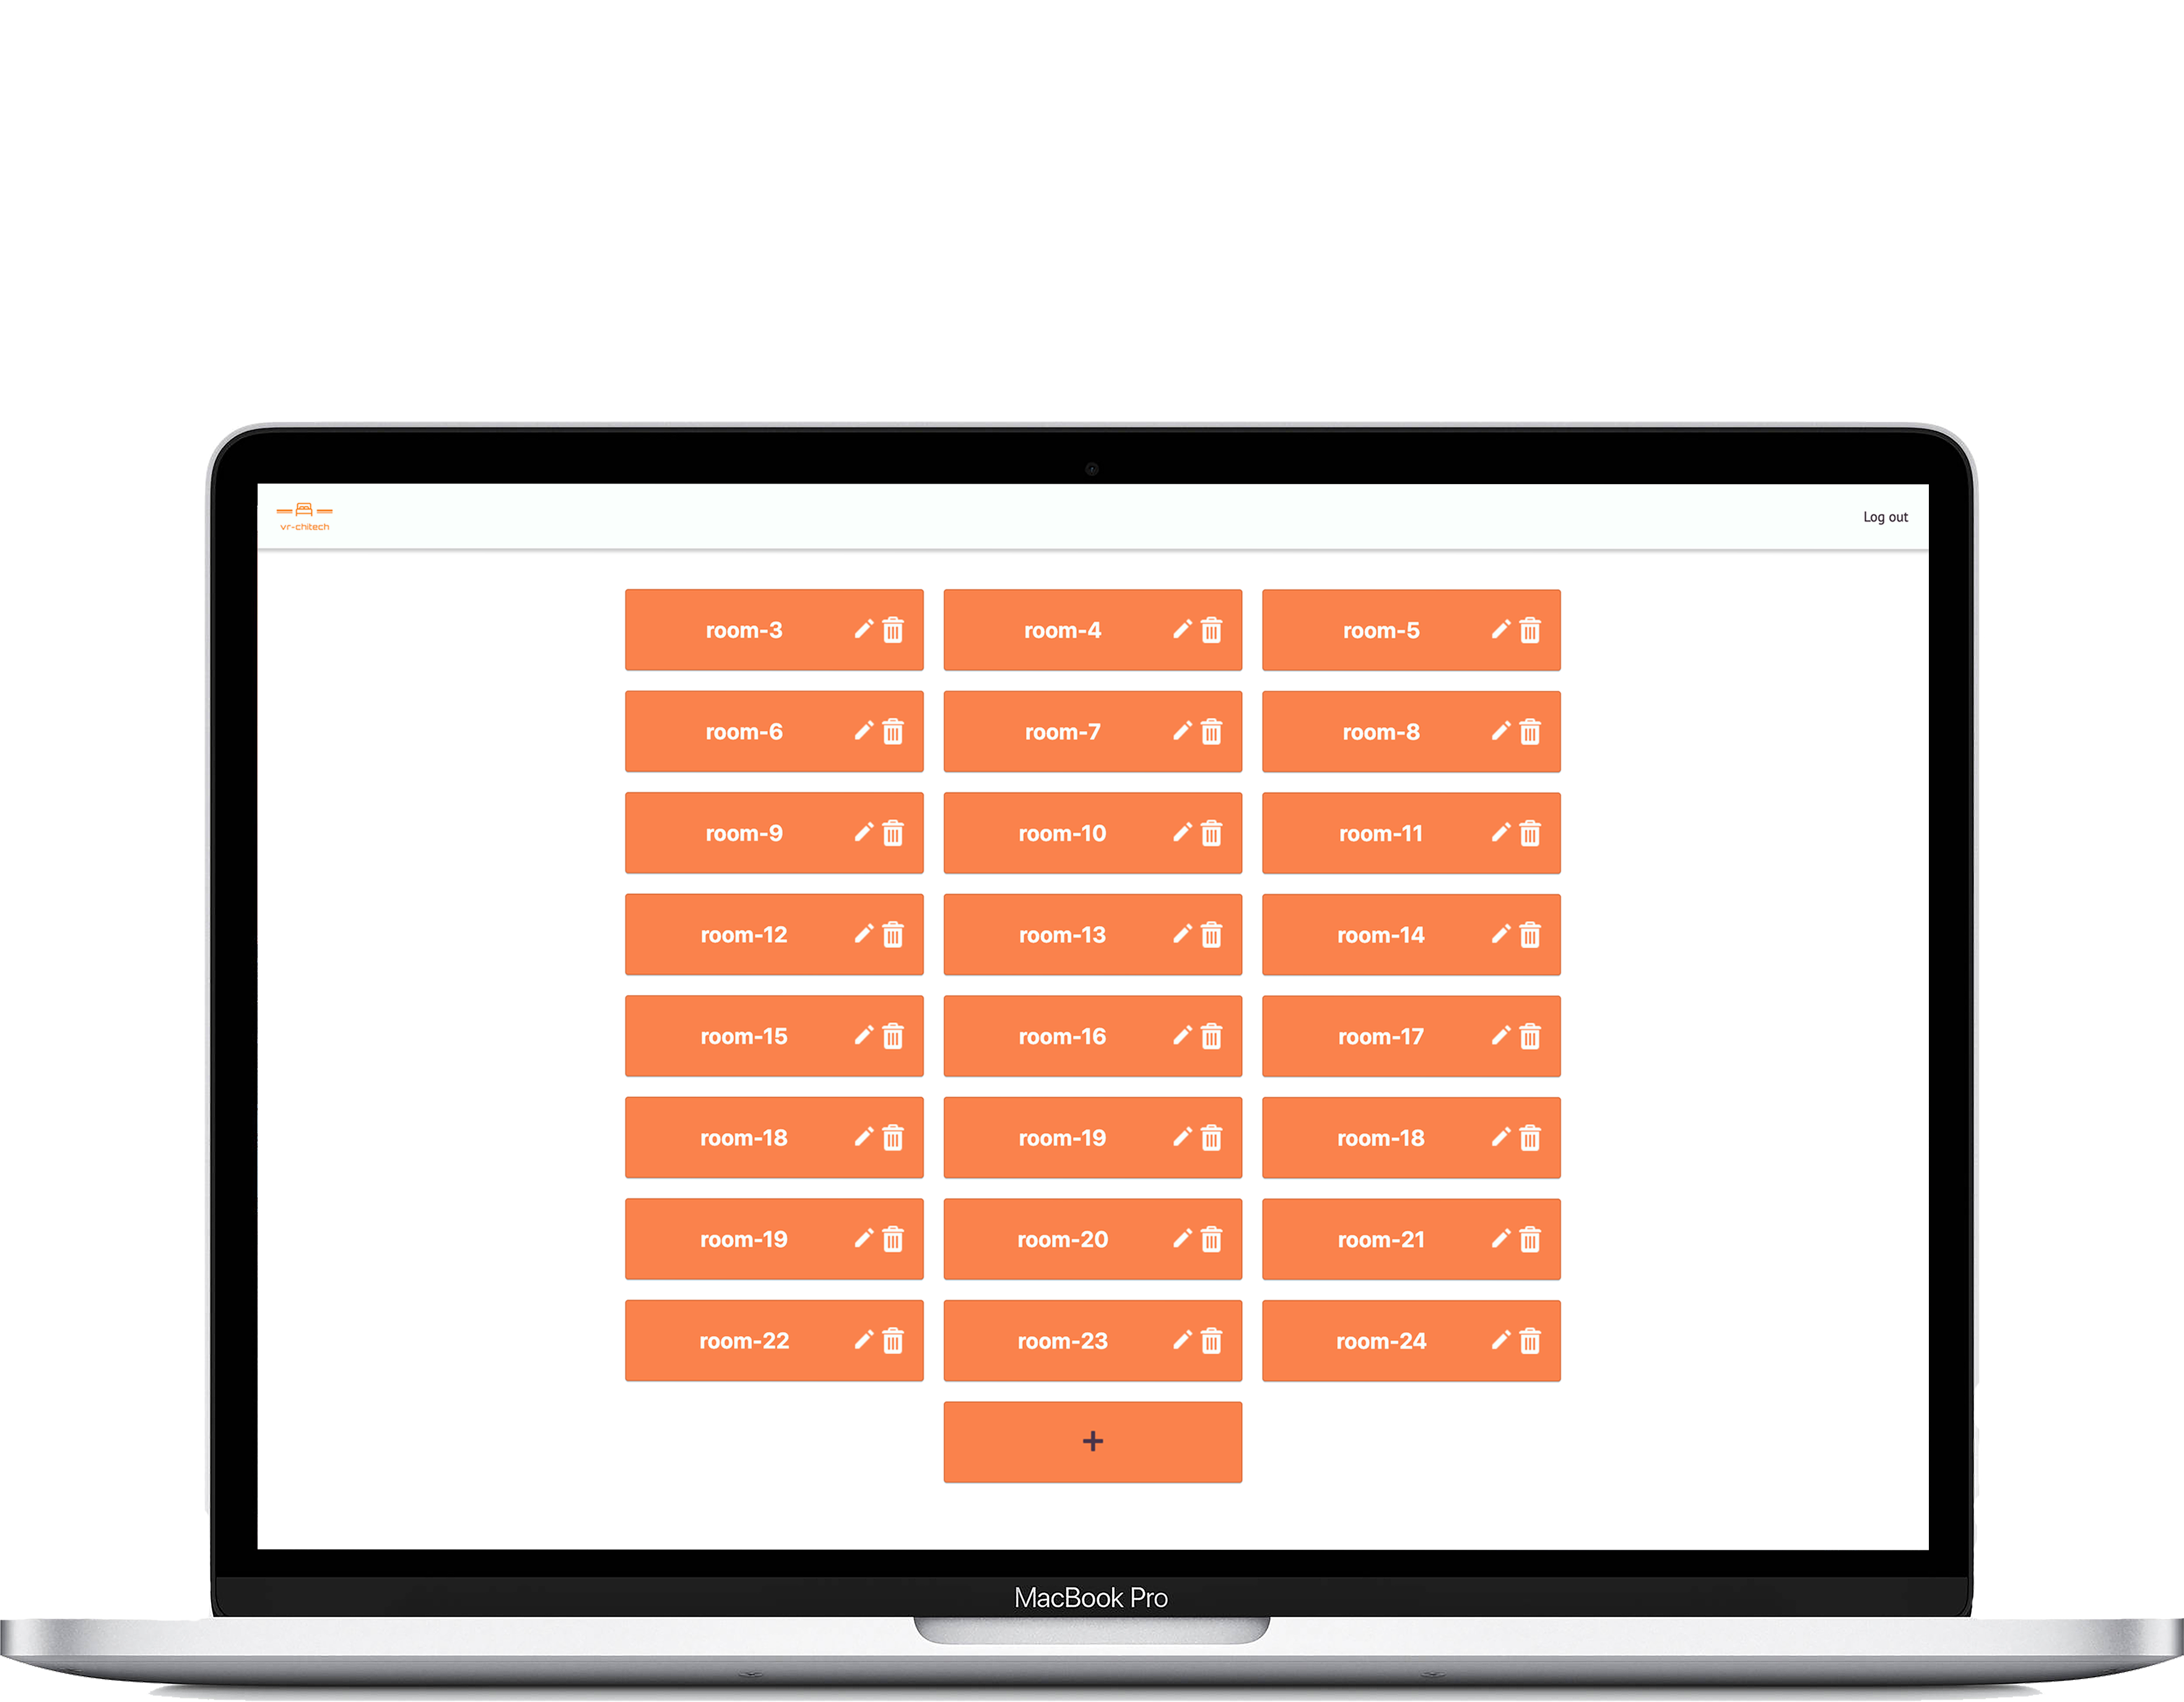 vr-chitech
Log out
room-3 room-4 room-5
room-6 room-7 room-8
room-9 room-10 room-11
room-12 room-13 room-14
room-15 room-16 room-17
room-18 room-19 room-18
room-19 room-20 room-21
room-22 room-23 room-24
+
MacBook Pro